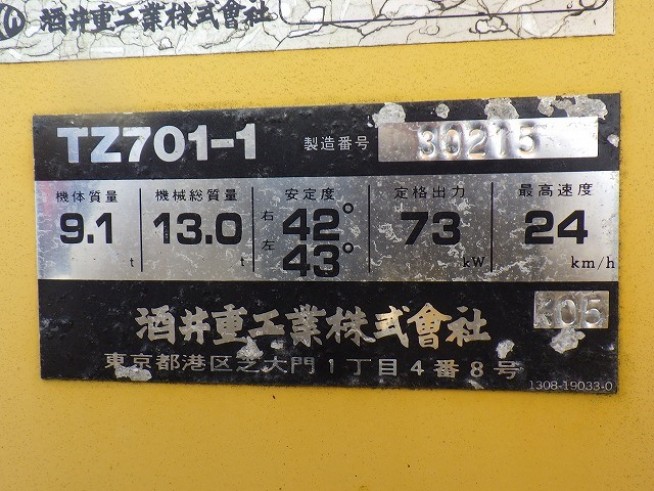 酒井重工業株式會社
TZ701-1 製造番号 30215
機体質量 機械総質量 安定度 定格出力 最高速度
9.1 t 13.0 t 右 42° 73 kW 24 km/h
左 43°
酒井重工業株式會社 K05
東京都港区芝大門1丁目4番8号
1308-19033-0